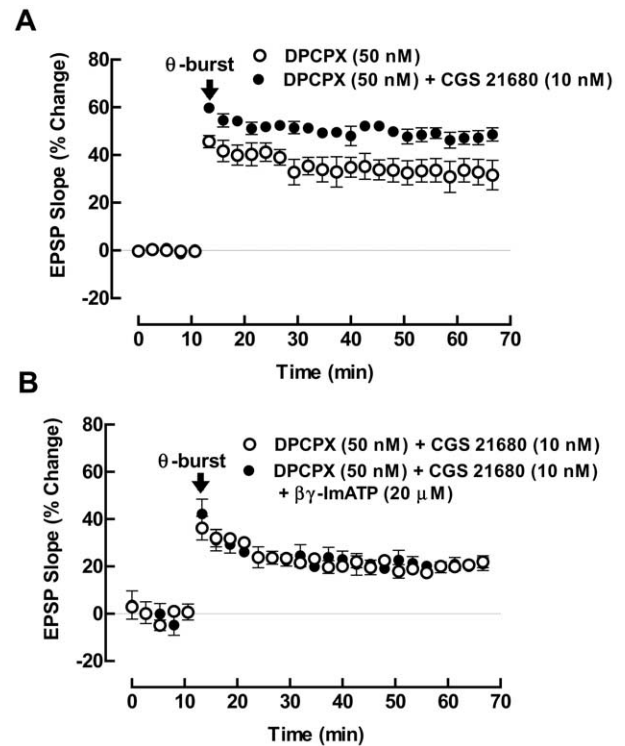 A
θ-burst
DPCPX (50 nM)
DPCPX (50 nM) + CGS 21680 (10 nM)
EPSP Slope (% Change)
80
60
40
20
0
-20
0 10 20 30 40 50 60 70
Time (min)
B
θ-burst
DPCPX (50 nM) + CGS 21680 (10 nM)
DPCPX (50 nM) + CGS 21680 (10 nM)
+ βγ-ImATP (20 μM)
EPSP Slope (% Change)
80
60
40
20
0
-20
0 10 20 30 40 50 60 70
Time (min)